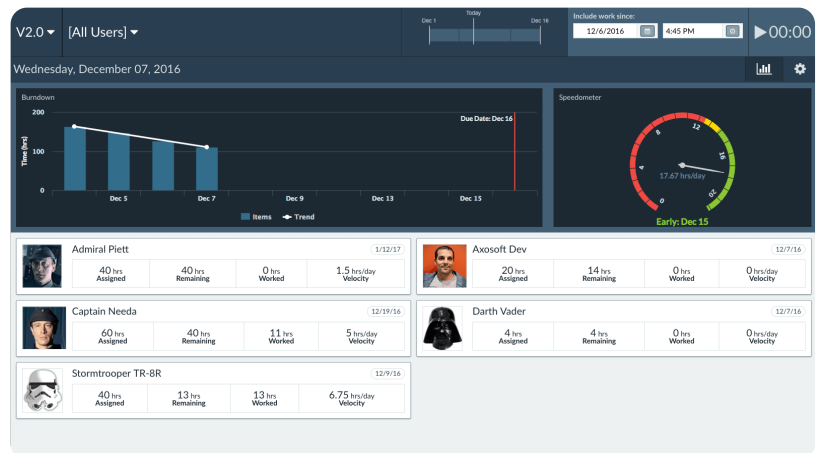 V2.0 [All Users]
Dec 1 Today Dec 16
Include work since:
12/6/2016 4:45 PM
00:00
Wednesday, December 07, 2016
Burndown
Time (hrs)
200
100
0
Due Date: Dec 16
Dec 5 Dec 7 Dec 9 Dec 13 Dec 15
Items Trend
Speedometer
0 4 8 12 16 20
17.67 hrs/day
Early: Dec 15
Admiral Piett 1/12/17
40 hrs 40 hrs 0 hrs 1.5 hrs/day
Assigned Remaining Worked Velocity
Axosoft Dev 12/7/16
20 hrs 14 hrs 0 hrs 0 hrs/day
Assigned Remaining Worked Velocity
Captain Needa 12/19/16
60 hrs 40 hrs 11 hrs 5 hrs/day
Assigned Remaining Worked Velocity
Darth Vader 12/7/16
4 hrs 4 hrs 0 hrs 0 hrs/day
Assigned Remaining Worked Velocity
Stormtrooper TR-8R 12/9/16
40 hrs 13 hrs 13 hrs 6.75 hrs/day
Assigned Remaining Worked Velocity